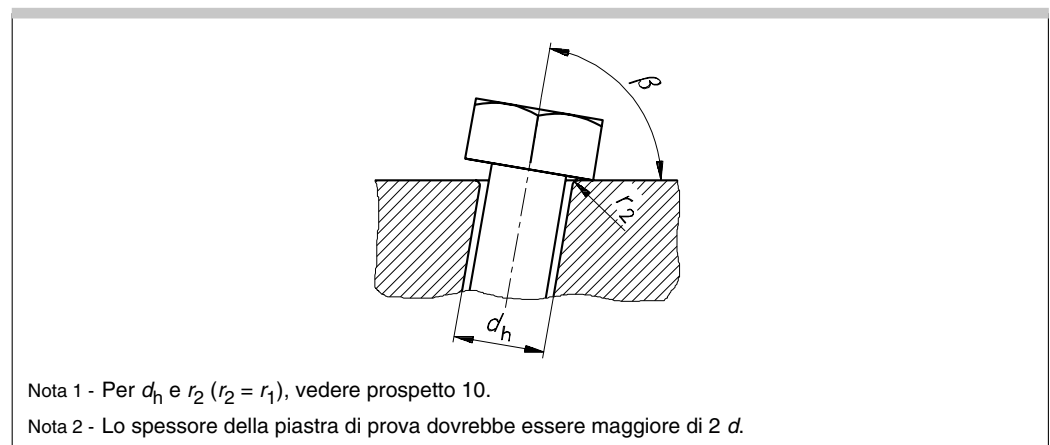 β
r2
dh
Nota 1 - Per dh e r2 (r2 = r1), vedere prospetto 10.
Nota 2 - Lo spessore della piastra di prova dovrebbe essere maggiore di 2 d.